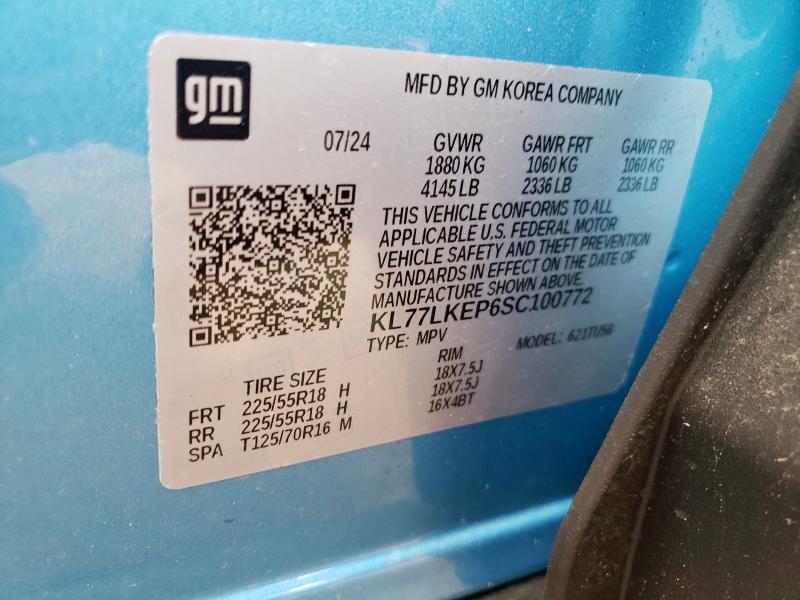 gm
MFD BY GM KOREA COMPANY
07/24 GVWR GAWR FRT GAWR RR
1880 KG 1060 KG 1060 KG
4145 LB 2336 LB 2336 LB
THIS VEHICLE CONFORMS TO ALL
APPLICABLE U.S. FEDERAL MOTOR
VEHICLE SAFETY AND THEFT PREVENTION
STANDARDS IN EFFECT ON THE DATE OF
MANUFACTURE SHOWN ABOVE.
KL77LKEP6SC100772
TYPE: MPV MODEL: 621TU58
TIRE SIZE RIM
FRT 225/55R18 H 18X7.5J
RR 225/55R18 H 18X7.5J
SPA T125/70R16 M 16X4BT